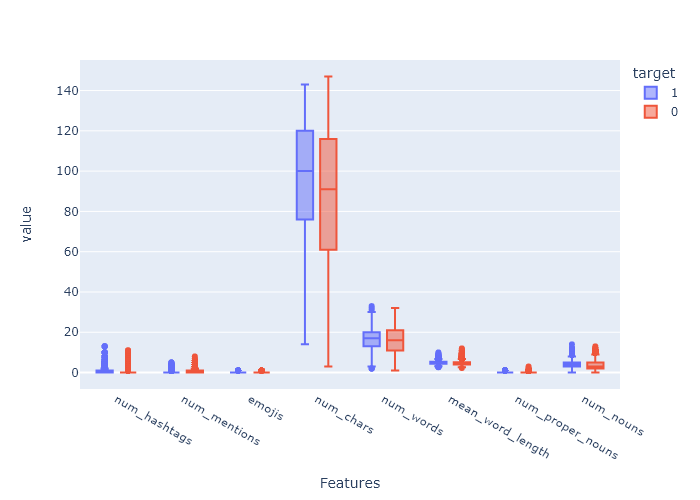 target
1
0
140
120
100
80
60
40
20
0
value
num_hashtags
num_mentions
emojis
num_chars
num_words
mean_word_length
num_proper_nouns
num_nouns
Features